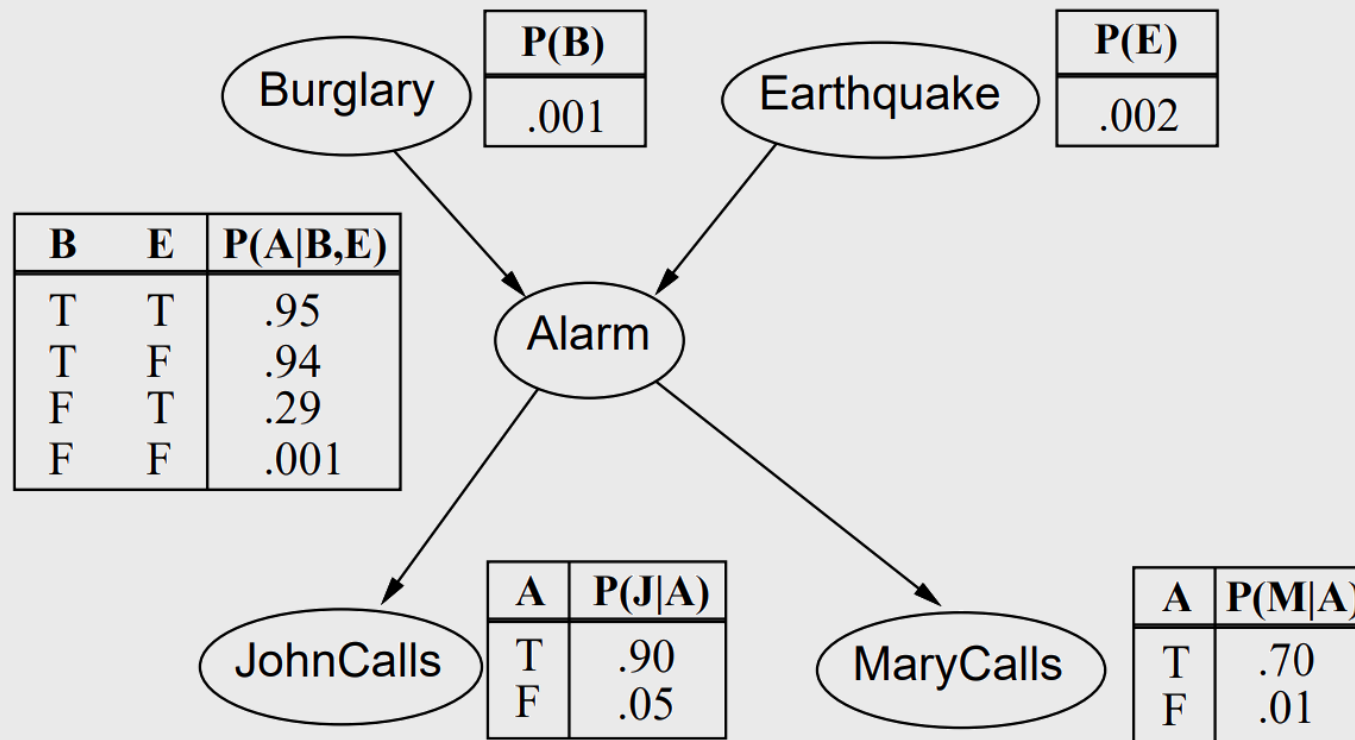 Burglary
P(B)
.001
Earthquake
P(E)
.002
B E P(A|B,E)
T T .95
T F .94
F T .29
F F .001
Alarm
JohnCalls
A P(J|A)
T .90
F .05
MaryCalls
A P(M|A)
T .70
F .01